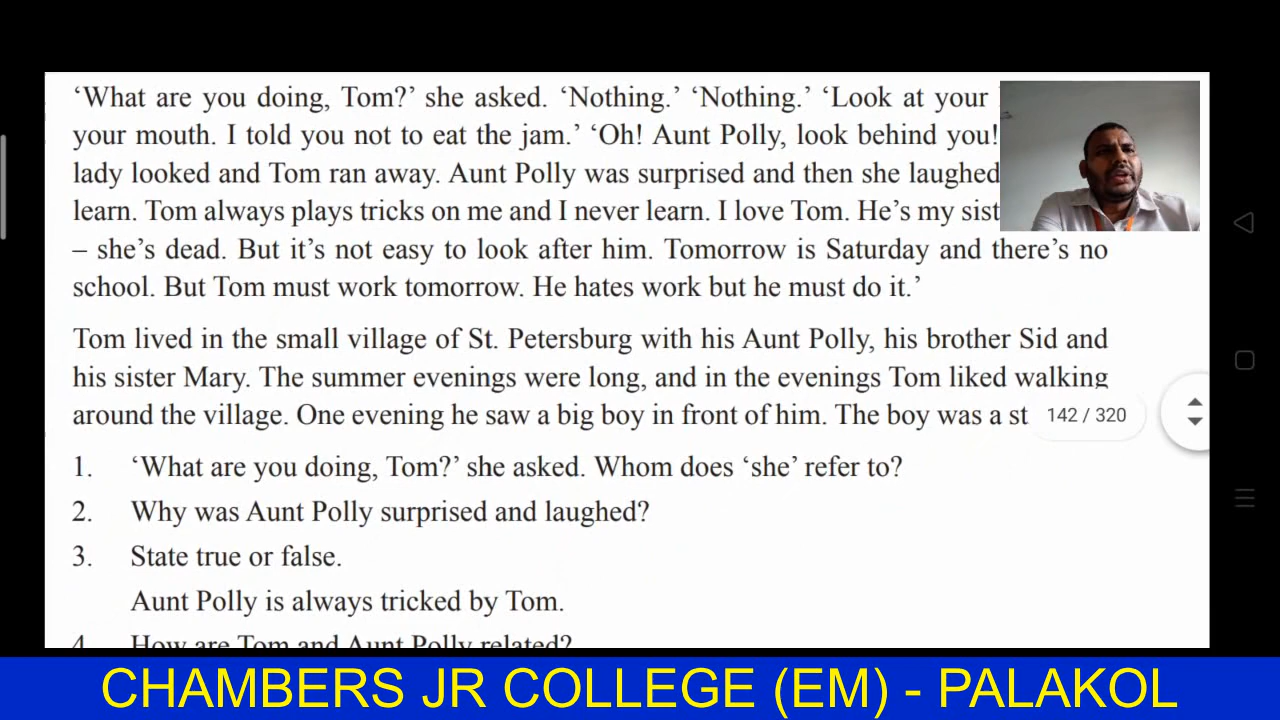 ‘What are you doing, Tom?’ she asked. ‘Nothing.’ ‘Nothing.’ ‘Look at your
your mouth. I told you not to eat the jam.’ ‘Oh! Aunt Polly, look behind you!
lady looked and Tom ran away. Aunt Polly was surprised and then she laughed
learn. Tom always plays tricks on me and I never learn. I love Tom. He’s my sist
– she’s dead. But it’s not easy to look after him. Tomorrow is Saturday and there’s no
school. But Tom must work tomorrow. He hates work but he must do it.’
Tom lived in the small village of St. Petersburg with his Aunt Polly, his brother Sid and
his sister Mary. The summer evenings were long, and in the evenings Tom liked walking
around the village. One evening he saw a big boy in front of him. The boy was a st
142 / 320
1. ‘What are you doing, Tom?’ she asked. Whom does ‘she’ refer to?
2. Why was Aunt Polly surprised and laughed?
3. State true or false.
Aunt Polly is always tricked by Tom.
4. How are Tom and Aunt Polly related?
CHAMBERS JR COLLEGE (EM) - PALAKOL